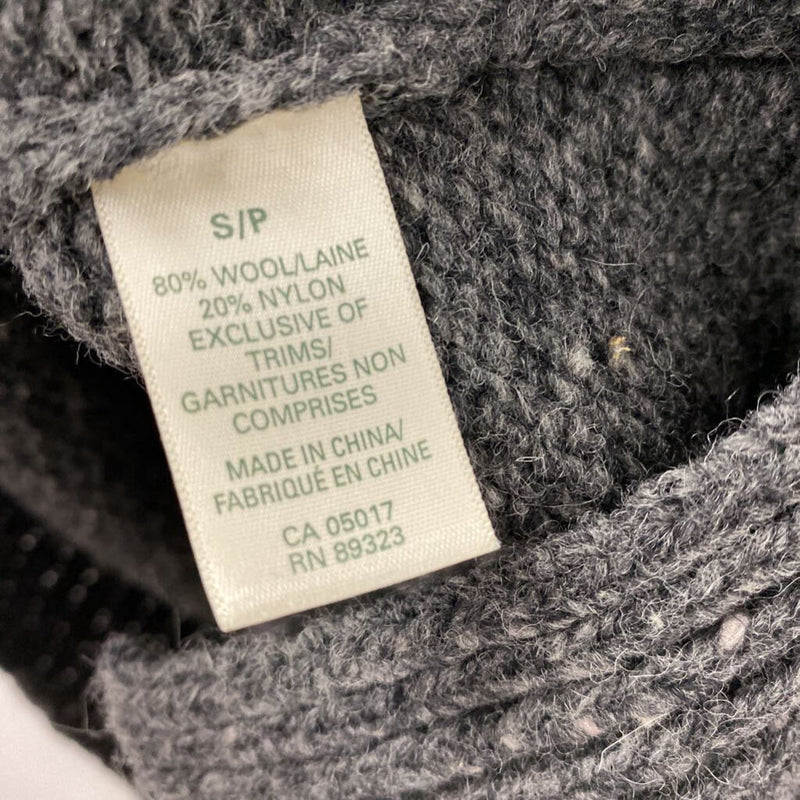 S/P
80% WOOL/LAINE
20% NYLON
EXCLUSIVE OF
TRIMS/
GARNITURES NON
COMPRISES
MADE IN CHINA/
FABRIQUÉ EN CHINE
CA 05017
RN 89323